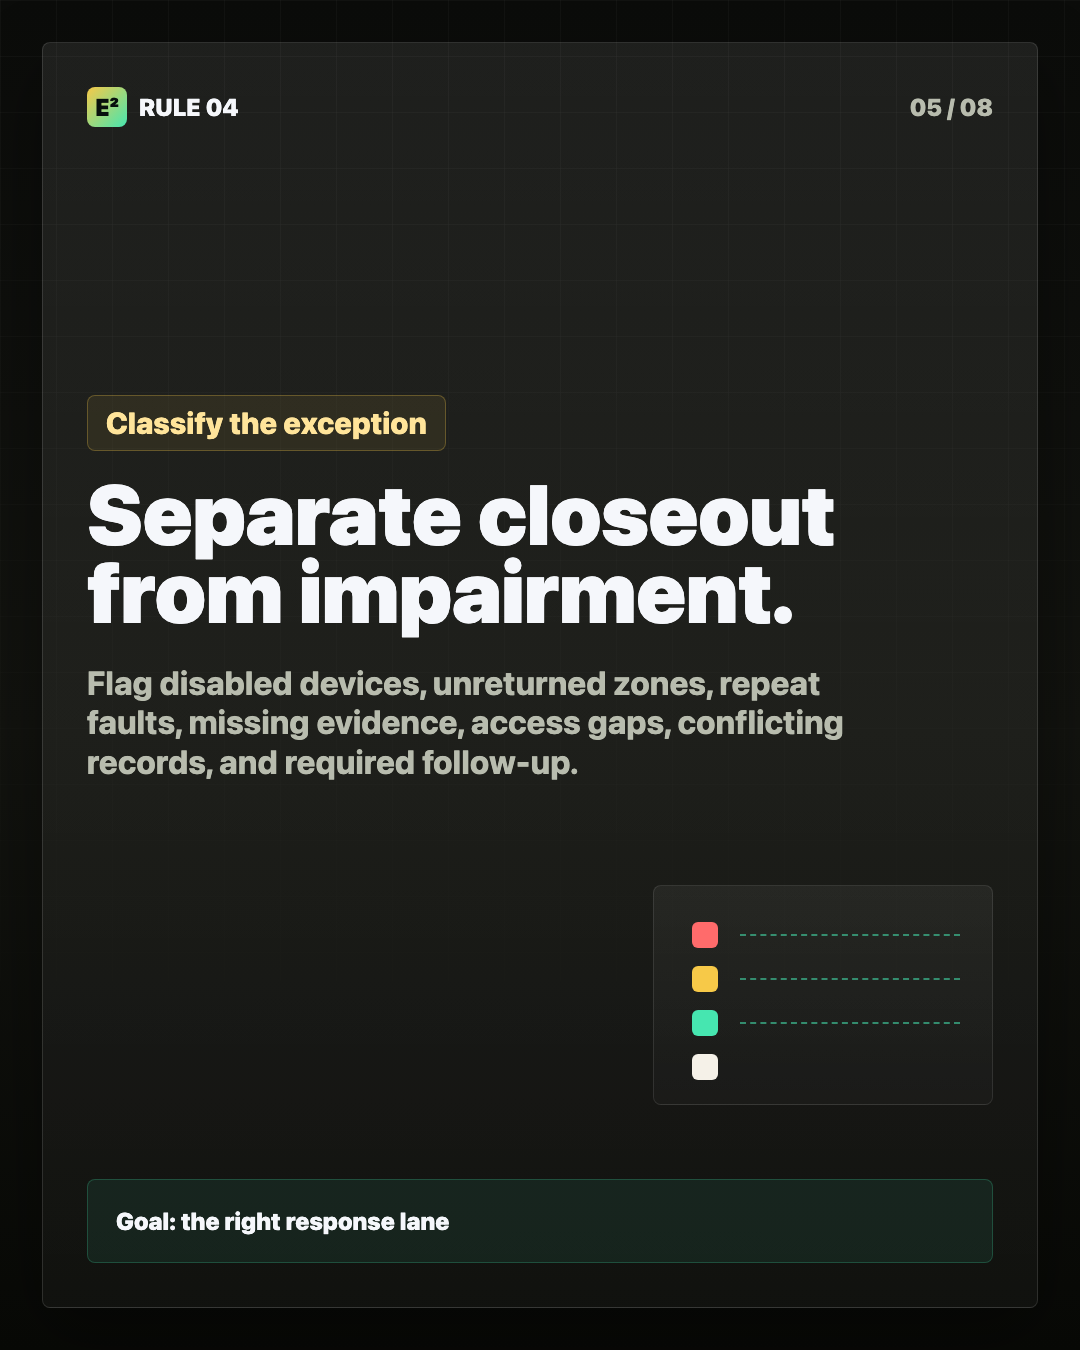 E² RULE 04
05 / 08
Classify the exception
Separate closeout
from impairment.
Flag disabled devices, unreturned zones, repeat
faults, missing evidence, access gaps, conflicting
records, and required follow-up.
Goal: the right response lane